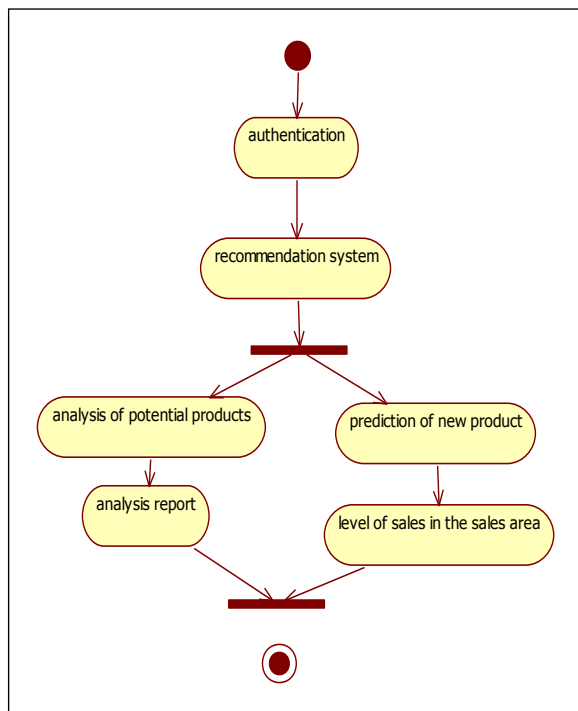 authentication
recommendation system
analysis of potential products
prediction of new product
analysis report
level of sales in the sales area